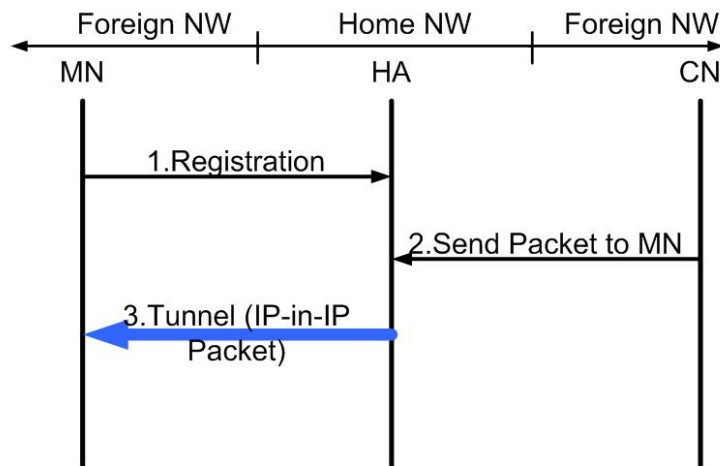 Foreign NW
Home NW
Foreign NW
MN
HA
CN
1.Registration
2.Send Packet to MN
3.Tunnel (IP-in-IP
Packet)